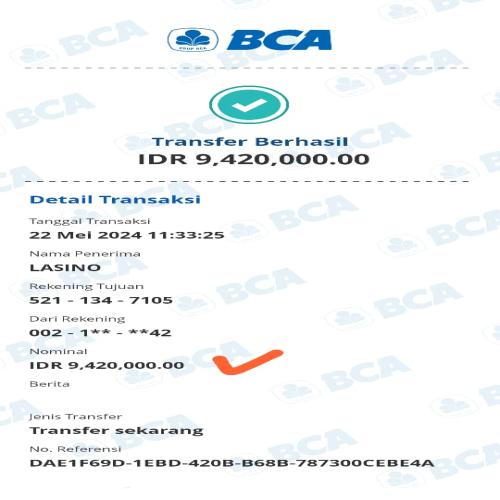 BCA
Transfer Berhasil
IDR 9,420,000.00
Detail Transaksi
Tanggal Transaksi
22 Mei 2024 11:33:25
Nama Penerima
LASINO
Rekening Tujuan
521 - 134 - 7105
Dari Rekening
002 - 1** - **42
Nominal
IDR 9,420,000.00
Berita
Jenis Transfer
Transfer sekarang
No. Referensi
DAE1F69D-1EBD-420B-B68B-787300CEBE4A